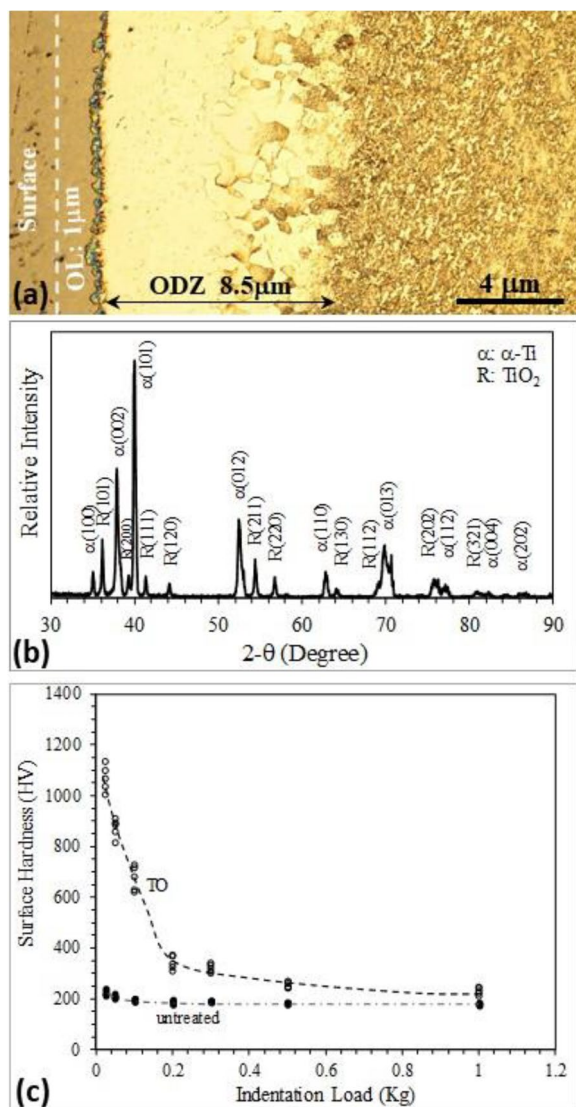 Surface
OL: 1μm
(a)
ODZ 8.5μm
4 μm
Relative Intensity
α(100)
R(101)
α(002)
R(200)
α(101)
R(111)
R(120)
α(012)
R(211)
R(220)
α(110)
R(130)
R(112)
α(013)
R(202)
α(112)
R(321)
α(004)
α(202)
α: α-Ti
R: TiO₂
30 40 50 60 70 80 90
2-θ (Degree)
(b)
Surface Hardness (HV)
1400
1200
1000
800
600
400
200
0
TO
untreated
0 0.2 0.4 0.6 0.8 1 1.2
Indentation Load (Kg)
(c)